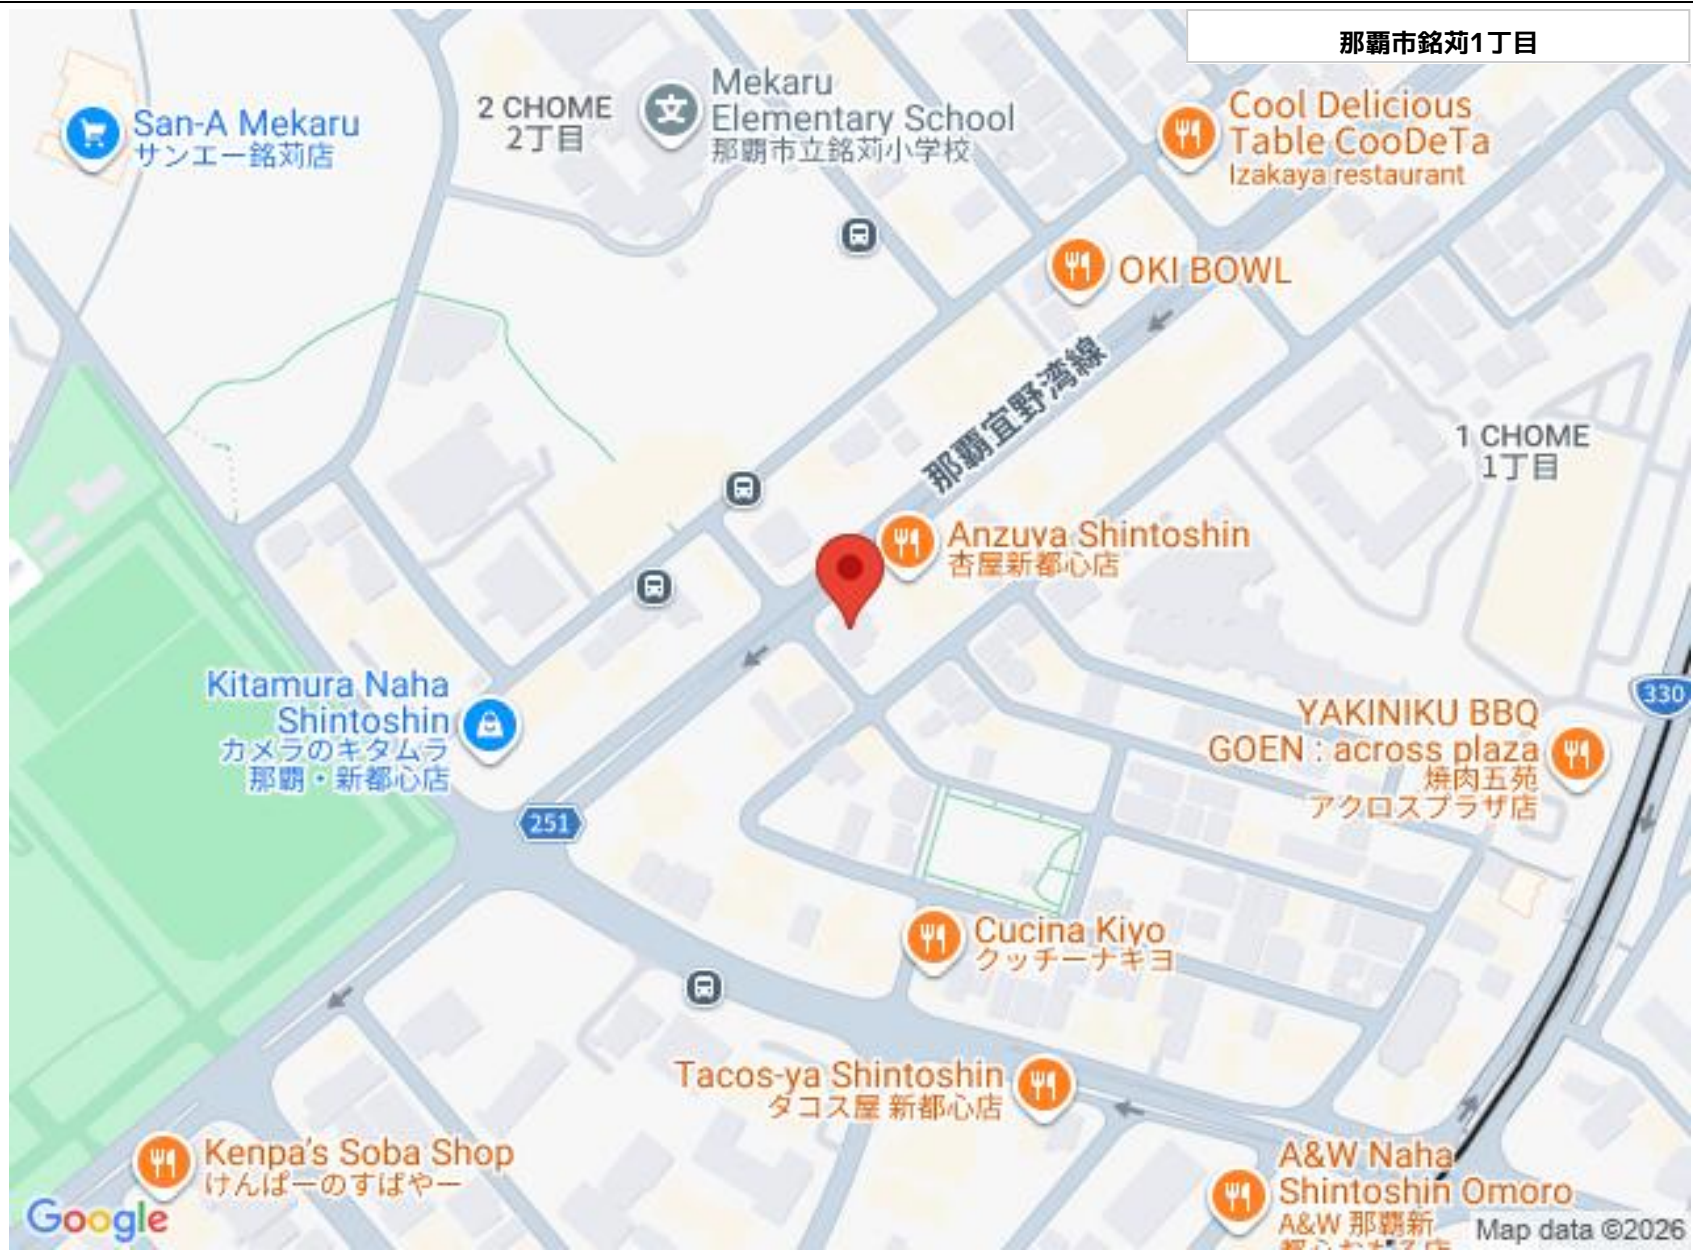 那覇市銘苅1丁目
San-A Mekaru
サンエー銘苅店
2 CHOME
2丁目
Mekaru
Elementary School
那覇市立銘苅小学校
Cool Delicious
Table CooDeTa
Izakaya restaurant
OKI BOWL
那覇宜野湾線
1 CHOME
1丁目
Anzuya Shintoshin
杏屋新都心店
Kitamura Naha
Shintoshin
カメラのキタムラ
那覇・新都心店
251
330
YAKINIKU BBQ
GOEN : across plaza
焼肉五苑
アクロスプラザ店
Cucina Kiyo
クッチーナキヨ
Tacos-ya Shintoshin
タコス屋 新都心店
Kenpa's Soba Shop
けんぱーのすばやー
A&W Naha
Shintoshin Omoro
A&W 那覇新
Google
Map data ©2026